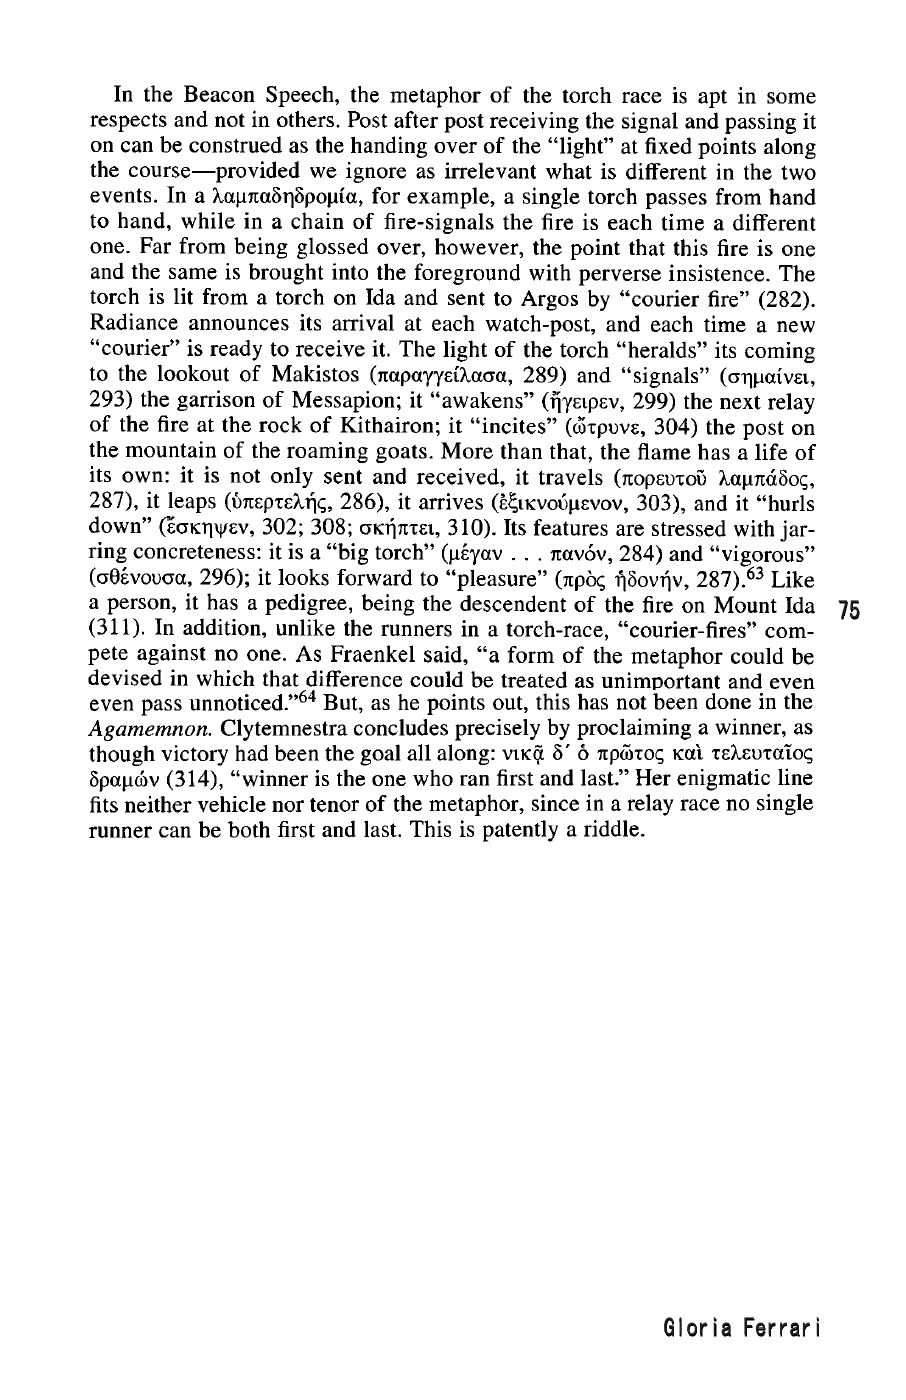 In the Beacon Speech, the metaphor of the torch race is apt in some
respects and not in others. Post after post receiving the signal and passing it
on can be construed as the handing over of the “light” at fixed points along
the course—provided we ignore as irrelevant what is different in the two
events. In a λαμπαδηδρομία, for example, a single torch passes from hand
to hand, while in a chain of fire-signals the fire is each time a different
one. Far from being glossed over, however, the point that this fire is one
and the same is brought into the foreground with perverse insistence. The
torch is lit from a torch on Ida and sent to Argos by “courier fire” (282).
Radiance announces its arrival at each watch-post, and each time a new
“courier” is ready to receive it. The light of the torch “heralds” its coming
to the lookout of Makistos (παραγγείλασα, 289) and “signals” (σημαίνει,
293) the garrison of Messapion; it “awakens” (ἤγειρεν, 299) the next relay
of the fire at the rock of Kithairon; it “incites” (ὤτρυνε, 304) the post on
the mountain of the roaming goats. More than that, the flame has a life of
its own: it is not only sent and received, it travels (πορευτοῦ λαμπάδος,
287), it leaps (ὑπερτελής, 286), it arrives (ἐξικνούμενον, 303), and it “hurls
down” (ἔσκηψεν, 302; 308; σκήπτει, 310). Its features are stressed with jar-
ring concreteness: it is a “big torch” (μέγαν . . . πανόν, 284) and “vigorous”
(σθένουσα, 296); it looks forward to “pleasure” (πρὸς ἡδονήν, 287).63 Like
a person, it has a pedigree, being the descendent of the fire on Mount Ida
(311). In addition, unlike the runners in a torch-race, “courier-fires” com-
pete against no one. As Fraenkel said, “a form of the metaphor could be
devised in which that difference could be treated as unimportant and even
even pass unnoticed.”64 But, as he points out, this has not been done in the
Agamemnon. Clytemnestra concludes precisely by proclaiming a winner, as
though victory had been the goal all along: νικᾷ δ´ ὁ πρῶτος καὶ τελευταῖος
δραμών (314), “winner is the one who ran first and last.” Her enigmatic line
fits neither vehicle nor tenor of the metaphor, since in a relay race no single
runner can be both first and last. This is patently a riddle.
75
Gloria Ferrari